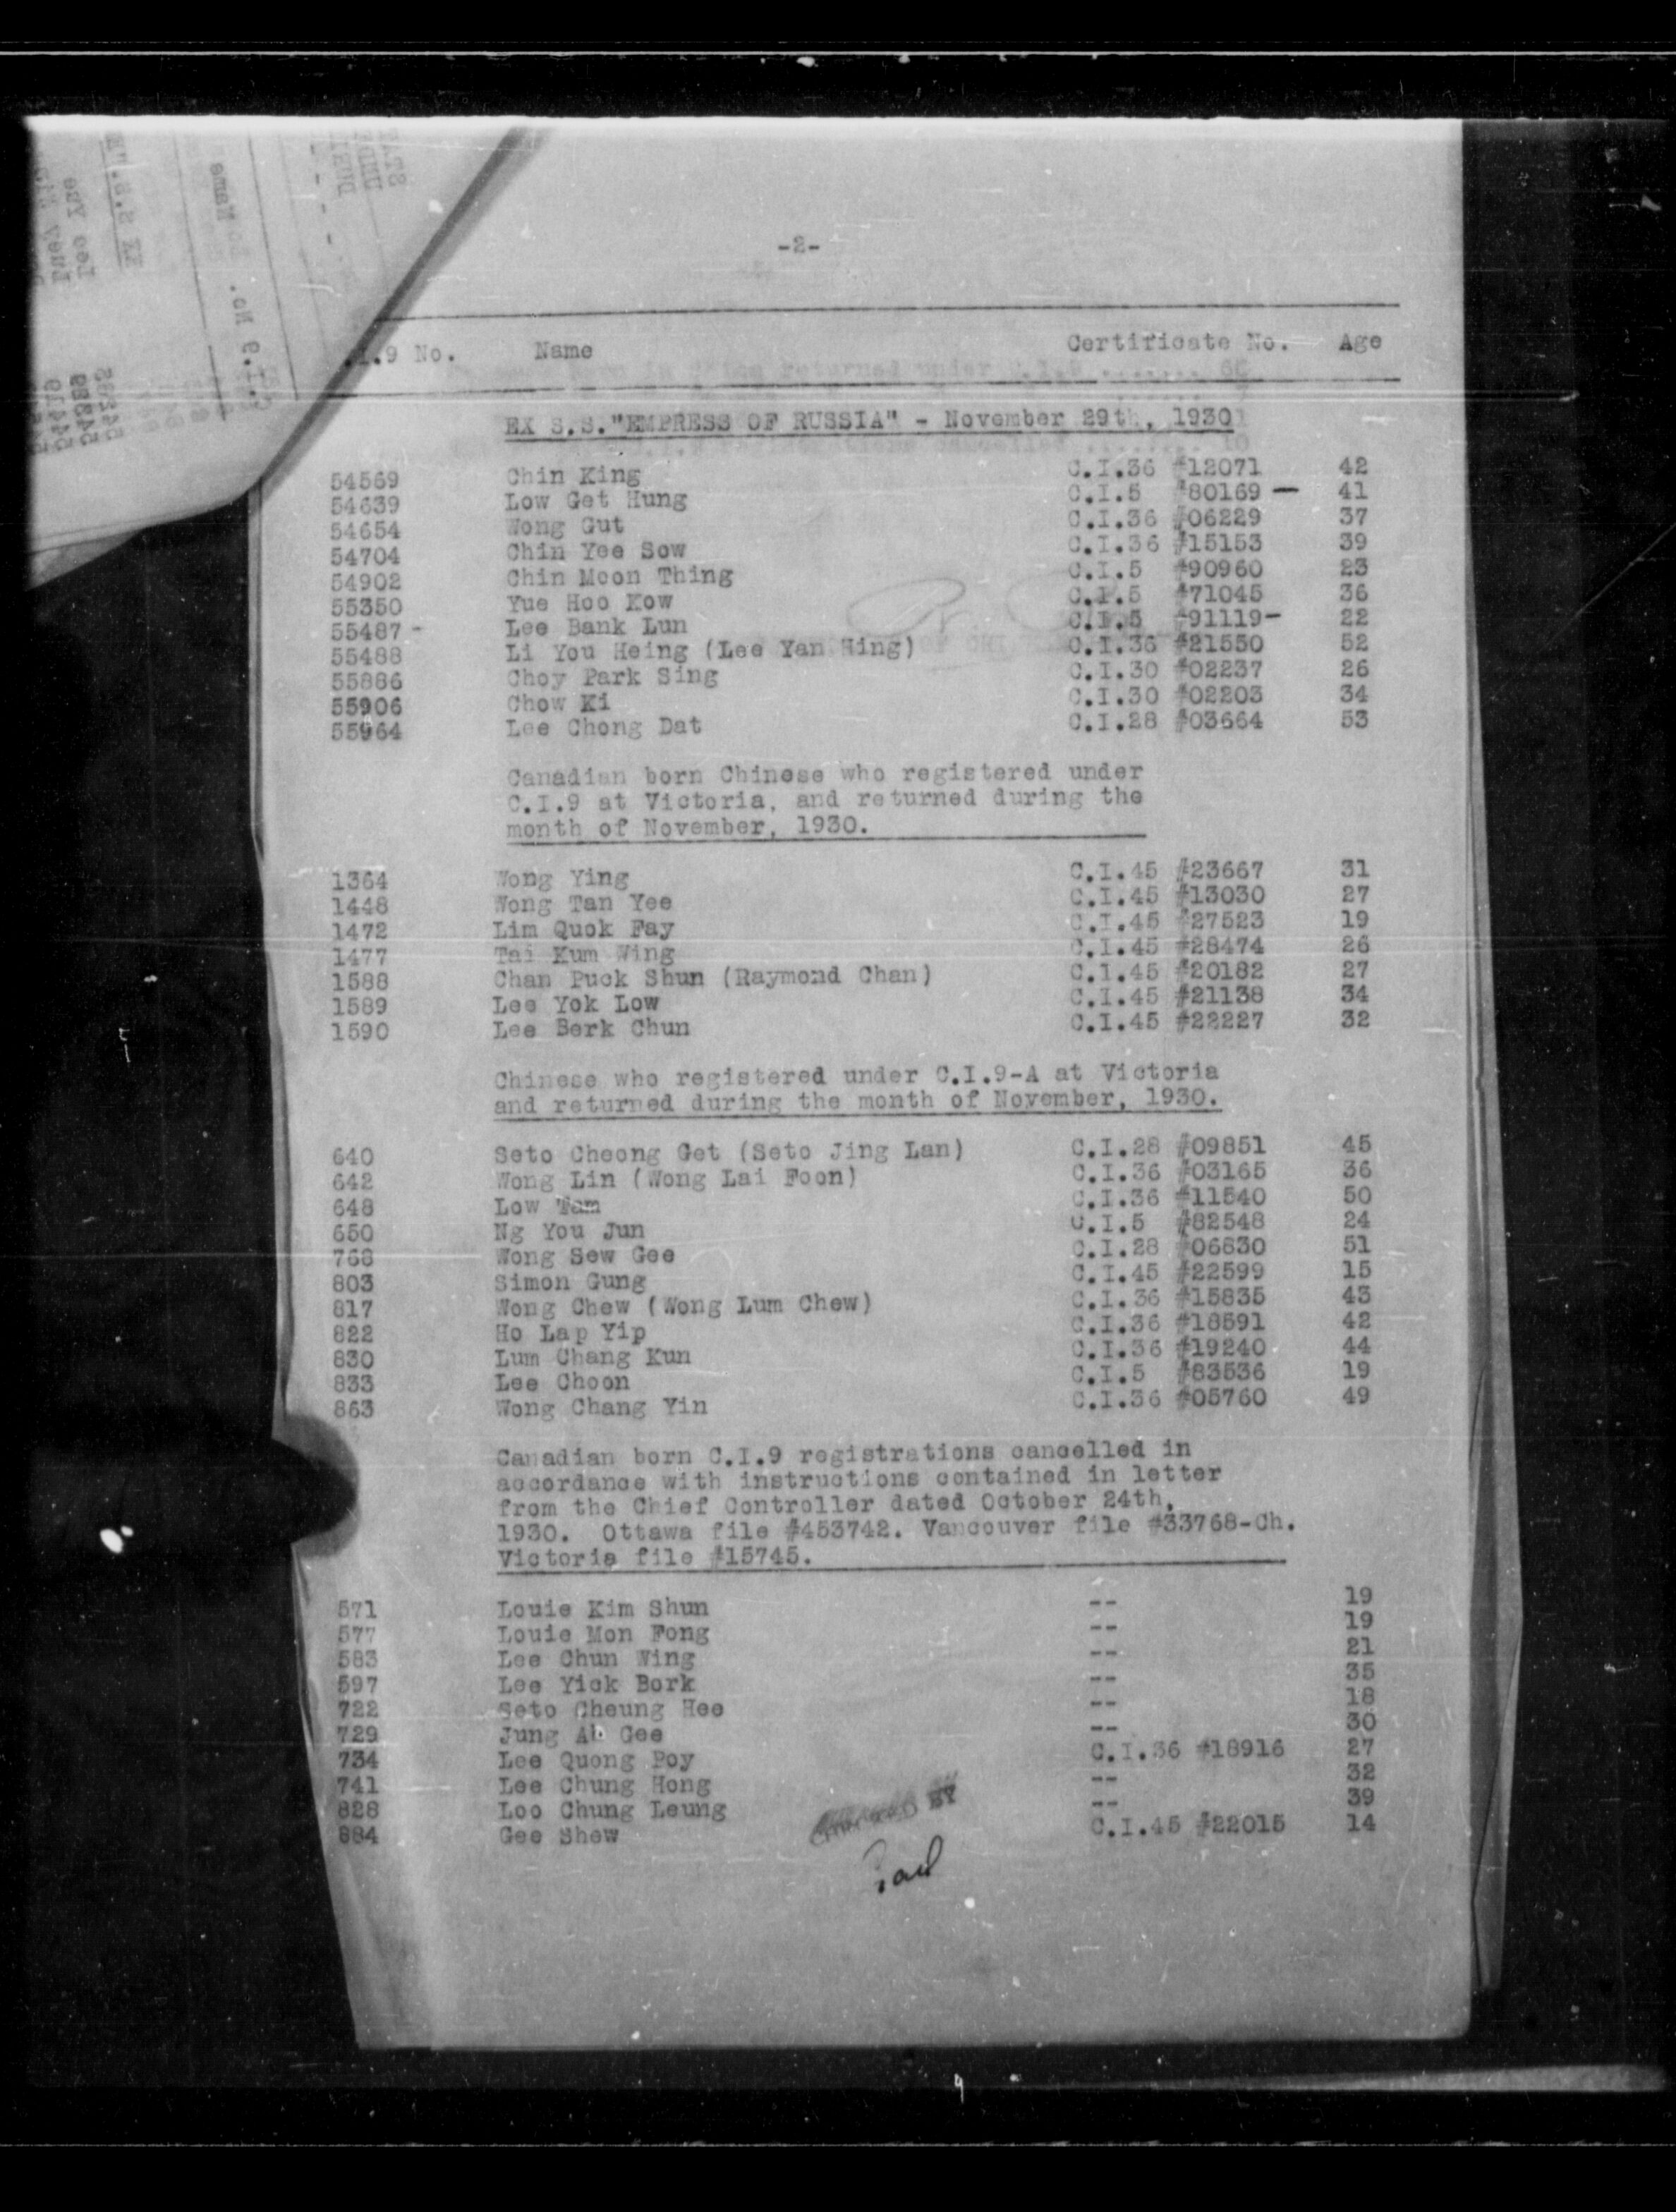 -2-
.I.9 No. Name Certificate No. Age
EX S.S."EMPRESS OF RUSSIA" - November 29th, 1930
54569 Chin King C.I.36 #12071 42
54639 Low Get Hung C.I.5 #80169 — 41
54654 Wong Gut C.I.36 #06229 37
54704 Chin Yee Sow C.I.36 #15153 39
54902 Chin Moon Thing C.I.5 #90960 23
55350 Yue Hoo Kow C.I.5 #71045 36
55487 - Lee Bank Lun C.I.5 #91119- 22
55488 Li You Heing (Lee Yan Hing) C.I.36 #21550 52
55886 Choy Park Sing C.I.30 #02237 26
55906 Chow Ki C.I.30 #02203 34
55964 Lee Chong Dat C.I.28 #03664 53
Canadian born Chinese who registered under
C.I.9 at Victoria, and returned during the
month of November, 1930.
1364 Wong Ying C.I.45 #23667 31
1448 Wong Tan Yee C.I.45 #13030 27
1472 Lim Quok Fay C.I.45 #27523 19
1477 Tai Kum Wing C.I.45 #28474 26
1588 Chan Puck Shun (Raymond Chan) C.I.45 #20182 27
1589 Lee Yok Low C.I.45 #21138 34
1590 Lee Berk Chun C.I.45 #22227 32
Chinese who registered under C.I.9-A at Victoria
and returned during the month of November, 1930.
640 Seto Cheong Get (Seto Jing Lan) C.I.28 #09851 45
642 Wong Lin (Wong Lai Foon) C.I.36 #03165 36
648 Low Tam C.I.36 #11540 50
650 Ng You Jun C.I.5 #82548 24
768 Wong Sew Gee C.I.28 #06830 51
803 Simon Gung C.I.45 #22599 15
817 Wong Chew (Wong Lum Chew) C.I.36 #15835 43
822 Ho Lap Yip C.I.36 #18591 42
830 Lum Chang Kun C.I.36 #19240 44
833 Lee Choon C.I.5 #83536 19
863 Wong Chang Yin C.I.36 #05760 49
Canadian born C.I.9 registrations cancelled in
accordance with instructions contained in letter
from the Chief Controller dated October 24th,
1930. Ottawa file #453742. Vancouver file #33768-Ch.
Victoria file #15745.
571 Louie Kim Shun -- 19
577 Louie Mon Fong -- 19
583 Lee Chun Wing -- 21
597 Lee Yick Bork -- 35
722 Seto Cheung Hee -- 18
729 Jung Ah Gee -- 30
734 Lee Quong Poy C.I.36 #18916 27
741 Lee Chung Hong -- 32
828 Loo Chung Leung -- 39
884 Gee Shew C.I.45 #22015 14
BY